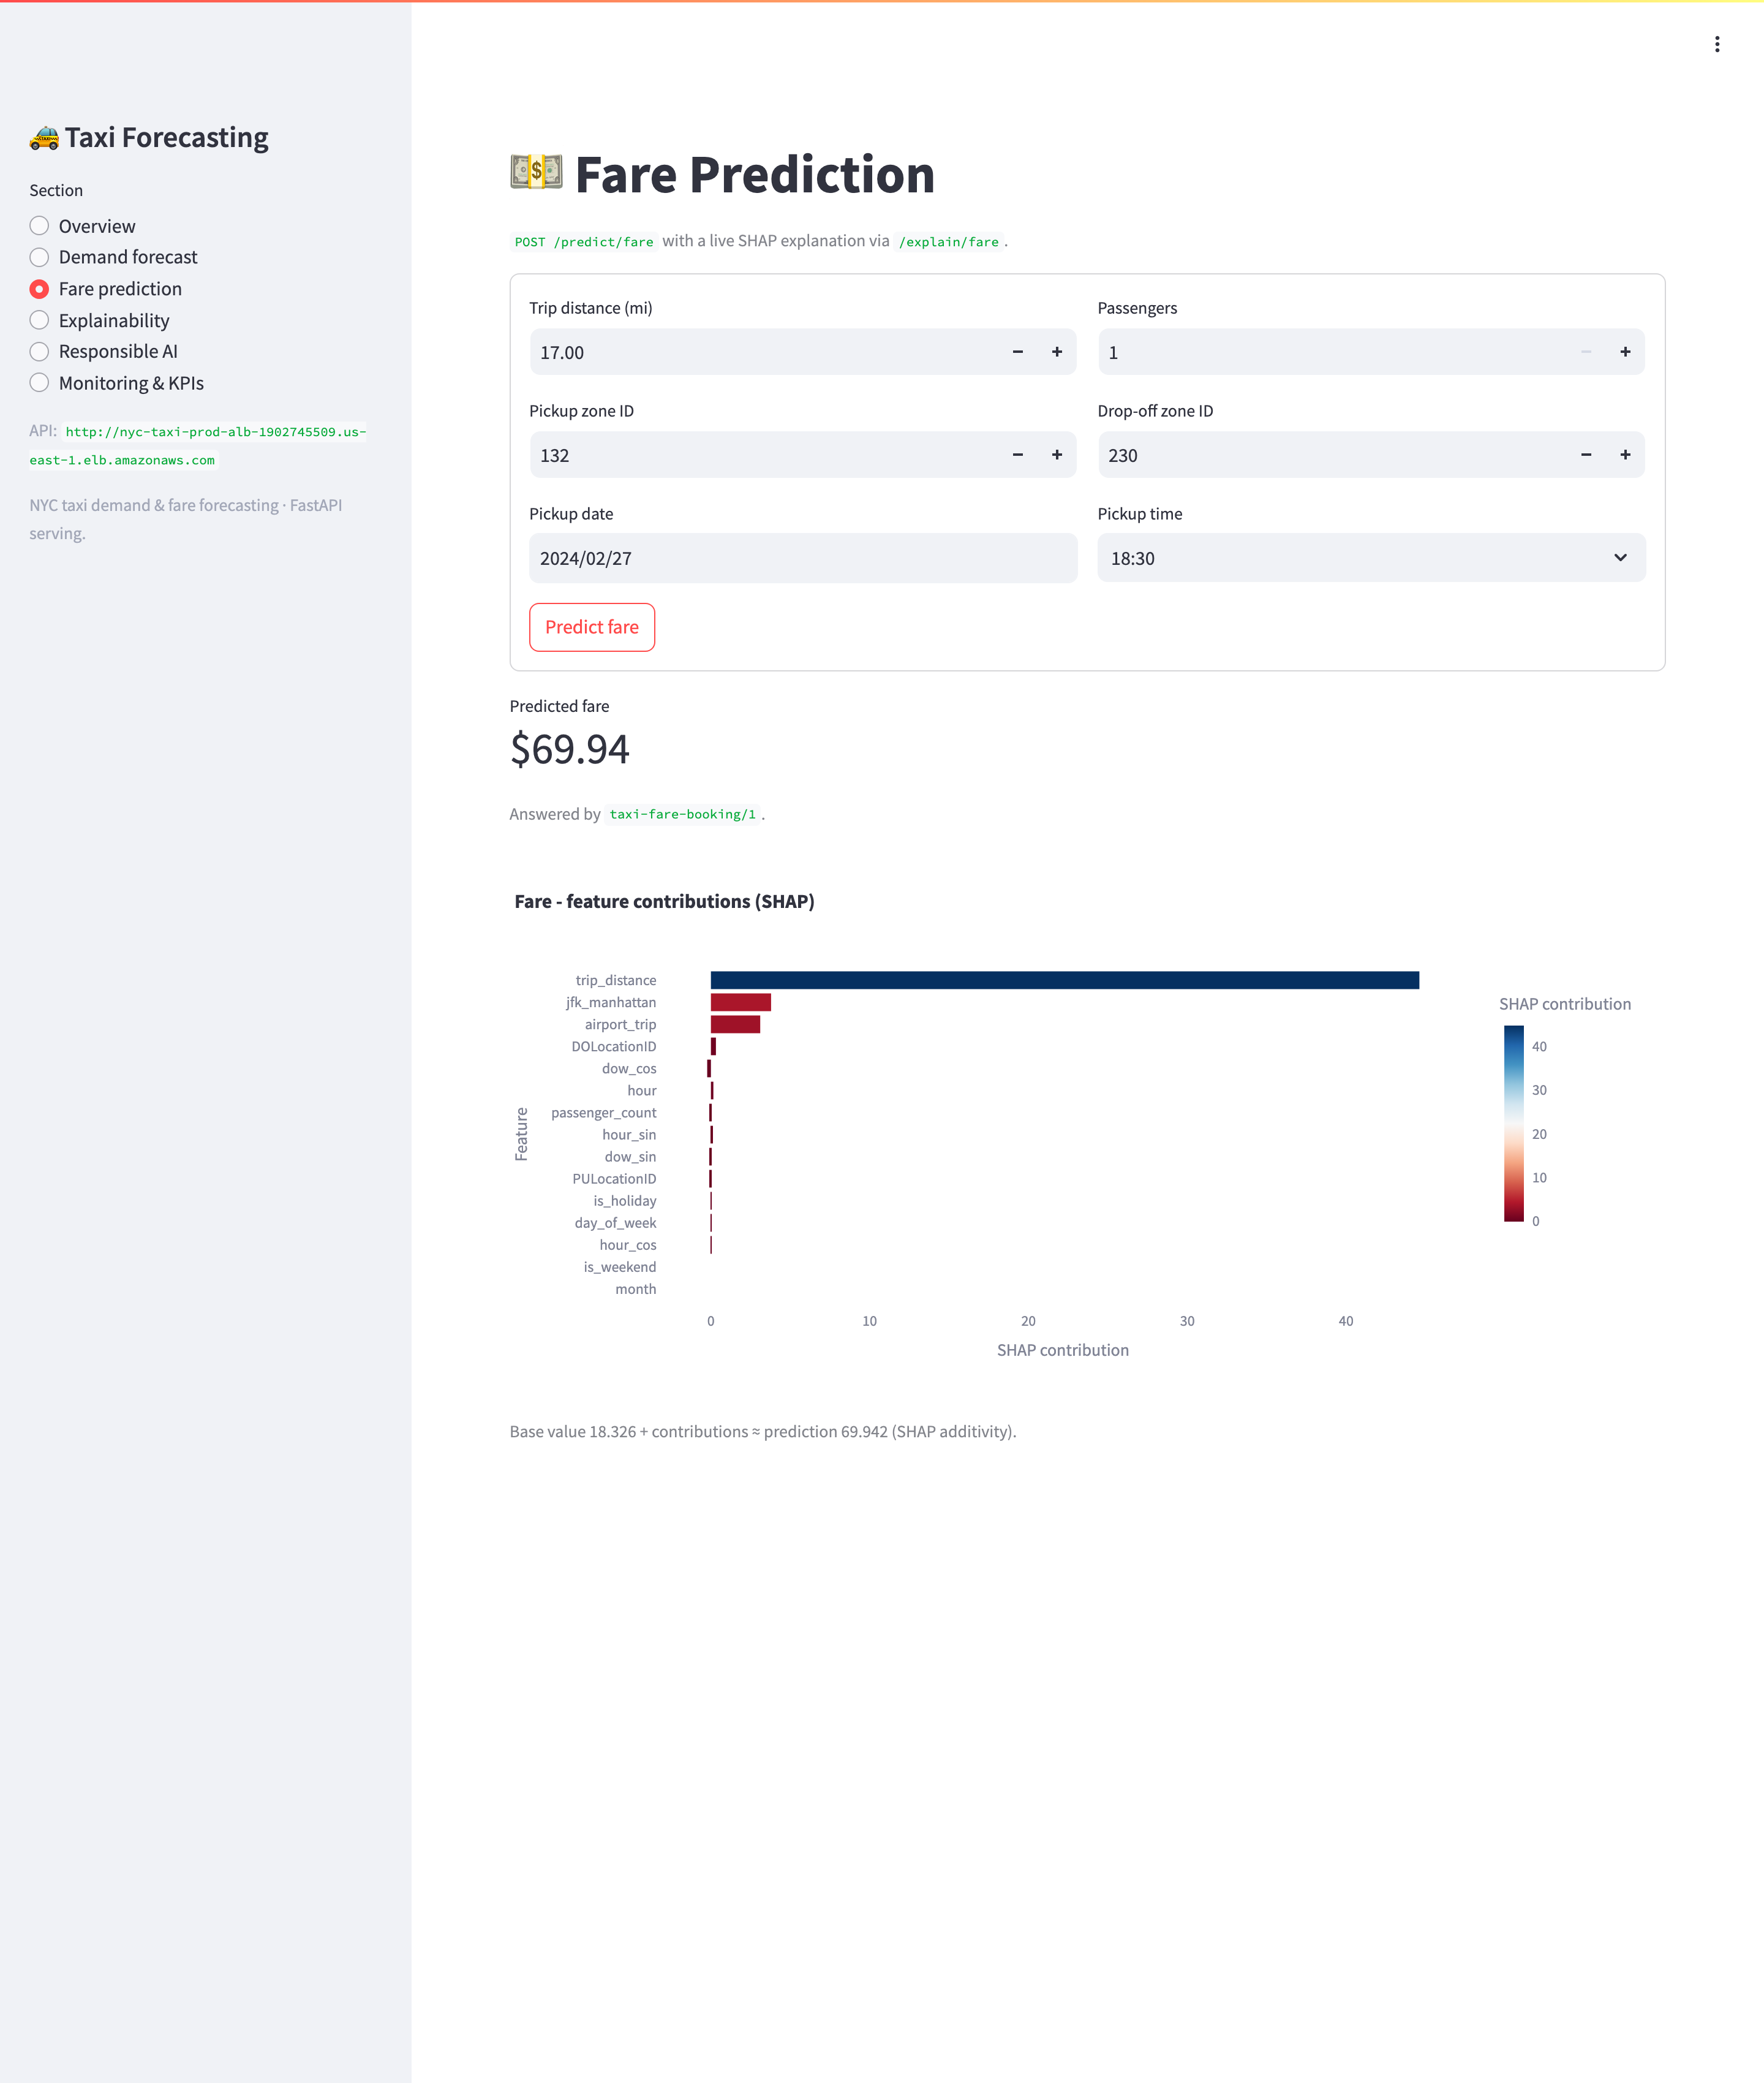 Taxi Forecasting
Section
Overview
Demand forecast
Fare prediction
Explainability
Responsible AI
Monitoring & KPIs
API: http://nyc-taxi-prod-alb-1902745509.us-
east-1.elb.amazonaws.com
NYC taxi demand & fare forecasting · FastAPI
serving.
Fare Prediction
POST /predict/fare with a live SHAP explanation via /explain/fare.
Trip distance (mi)
17.00
Passengers
1
Pickup zone ID
132
Drop-off zone ID
230
Pickup date
2024/02/27
Pickup time
18:30
Predict fare
Predicted fare
$69.94
Answered by taxi-fare-booking/1.
Fare - feature contributions (SHAP)
Feature
trip_distance
jfk_manhattan
airport_trip
DOLocationID
dow_cos
hour
passenger_count
hour_sin
dow_sin
PULocationID
is_holiday
day_of_week
hour_cos
is_weekend
month
0 10 20 30 40
SHAP contribution
SHAP contribution
40
30
20
10
0
Base value 18.326 + contributions ≈ prediction 69.942 (SHAP additivity).